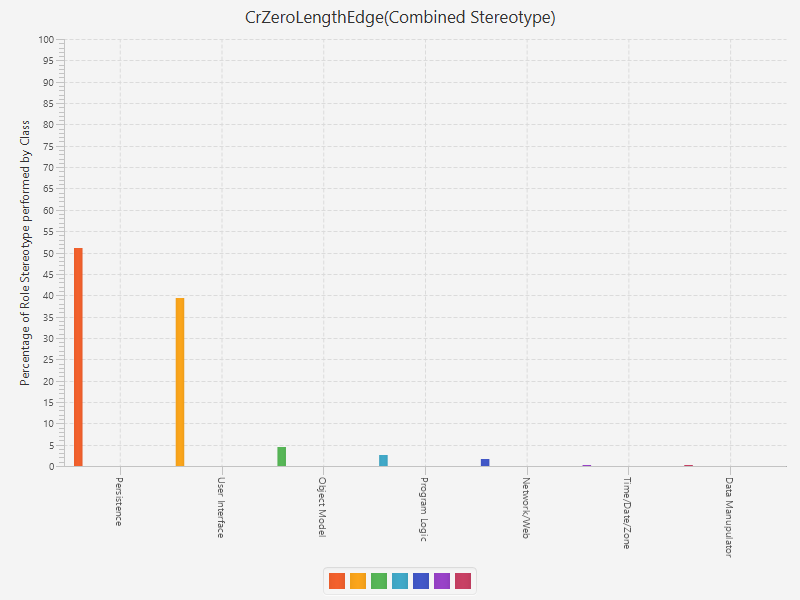 CrZeroLengthEdge(Combined Stereotype)
Percentage of Role Stereotype performed by Class
100
95
90
85
80
75
70
65
60
55
50
45
40
35
30
25
20
15
10
5
0
Persistence
User Interface
Object Model
Program Logic
Network/Web
Time/Date/Zone
Data Manupulator